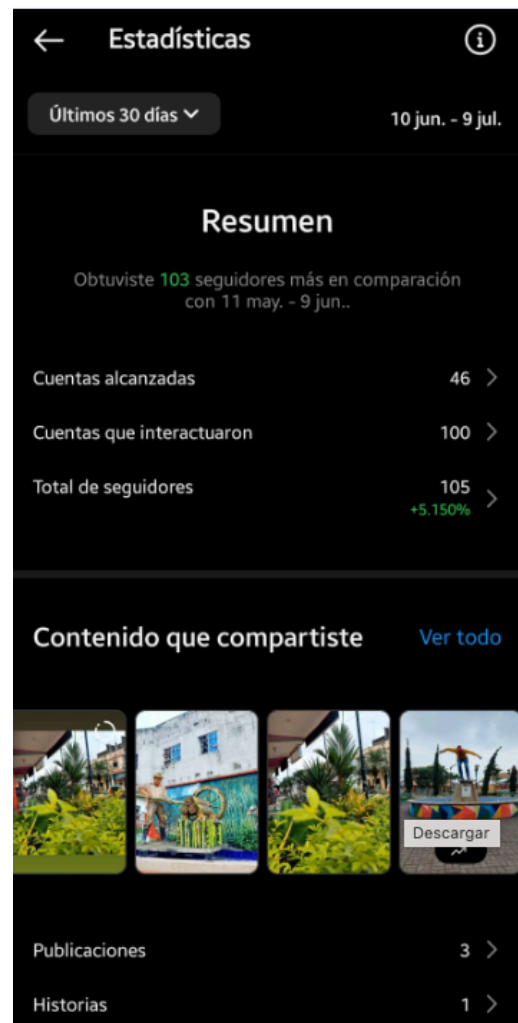 Estadísticas
Últimos 30 días
10 jun. - 9 jul.
Resumen
Obtuviste 103 seguidores más en comparación
con 11 may. - 9 jun..
Cuentas alcanzadas 46
Cuentas que interactuaron 100
Total de seguidores 105
+5.150%
Contenido que compartiste Ver todo
Descargar
Publicaciones 3
Historias 1